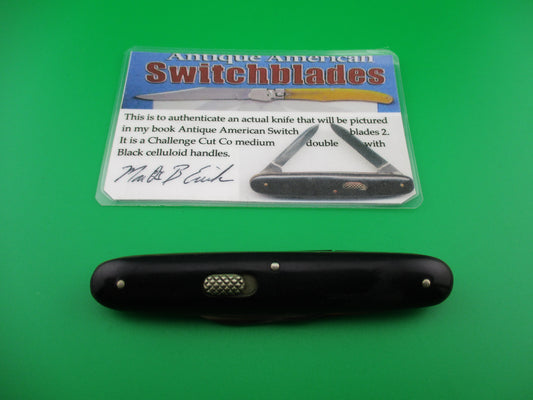 Antique American
Switchblades
This is to authenticate an actual knife that will be pictured
in my book Antique American Switch blades 2.
It is a Challenge Cut Co medium double with
Black celluloid handles.